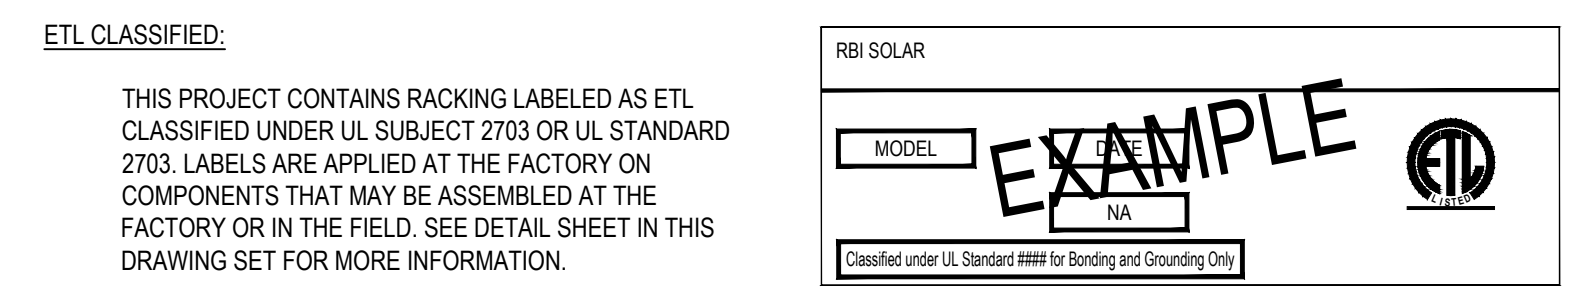 ETL CLASSIFIED:
THIS PROJECT CONTAINS RACKING LABELED AS ETL
CLASSIFIED UNDER UL SUBJECT 2703 OR UL STANDARD
2703. LABELS ARE APPLIED AT THE FACTORY ON
COMPONENTS THAT MAY BE ASSEMBLED AT THE
FACTORY OR IN THE FIELD. SEE DETAIL SHEET IN THIS
DRAWING SET FOR MORE INFORMATION.
RBI SOLAR
EXAMPLE
MODEL
DATE
NA
ETL
LISTED
Classified under UL Standard #### for Bonding and Grounding Only